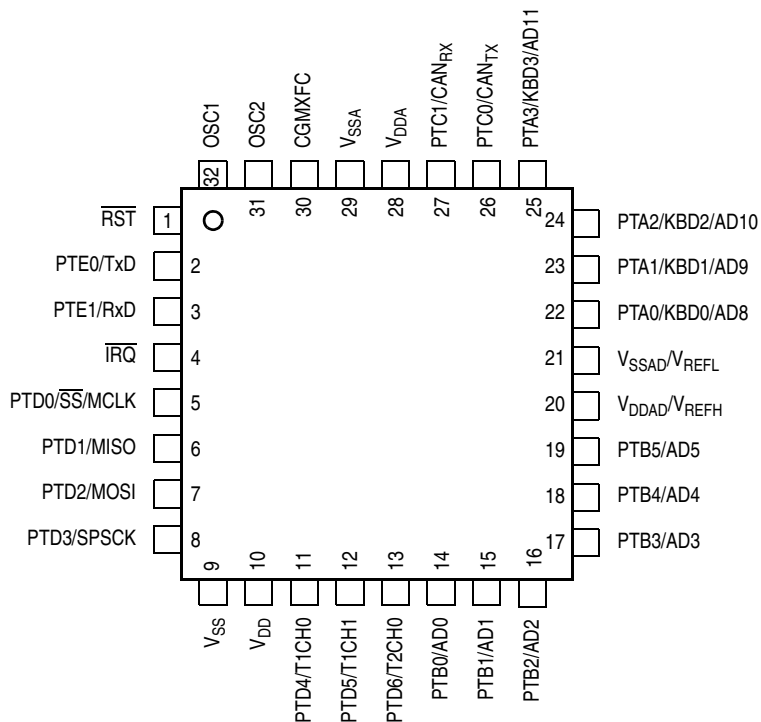 OSC1
OSC2
CGMXFC
VSSA
VDDA
PTC1/CANRX
PTC0/CANTX
PTA3/KBD3/AD11
32
31
30
29
28
27
26
25
R̅S̅T̅ 1
PTE0/TxD 2
PTE1/RxD 3
I̅R̅Q̅ 4
PTD0/S̅S̅/MCLK 5
PTD1/MISO 6
PTD2/MOSI 7
PTD3/SPSCK 8
24 PTA2/KBD2/AD10
23 PTA1/KBD1/AD9
22 PTA0/KBD0/AD8
21 VSSAD/VREFL
20 VDDAD/VREFH
19 PTB5/AD5
18 PTB4/AD4
17 PTB3/AD3
9
10
11
12
13
14
15
16
VSS
VDD
PTD4/T1CH0
PTD5/T1CH1
PTD6/T2CH0
PTB0/AD0
PTB1/AD1
PTB2/AD2